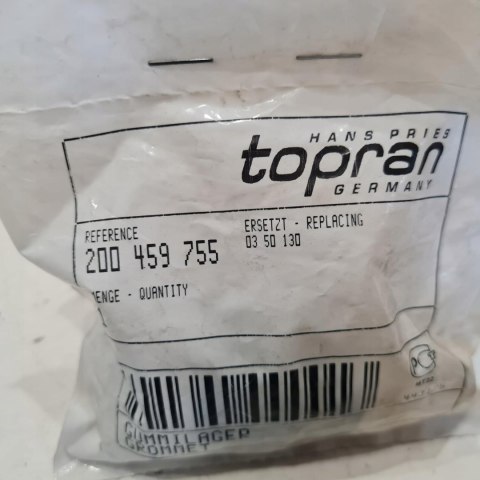 HANS PRIES
topran
GERMANY
REFERENCE
200 459 755
ERSETZT - REPLACING
03 50 130
MENGE - QUANTITY
GUMMILAGER
GROMMET